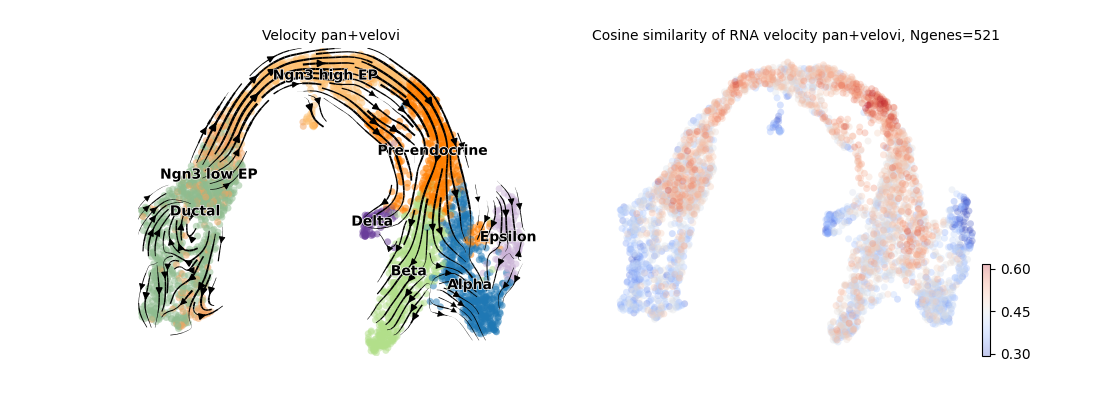 Velocity pan+velovi
Cosine similarity of RNA velocity pan+velovi, Ngenes=521
Ngn3 high EP
Pre-endocrine
Ngn3 low EP
Ductal
Delta
Epsilon
Beta
Alpha
0.60
0.45
0.30